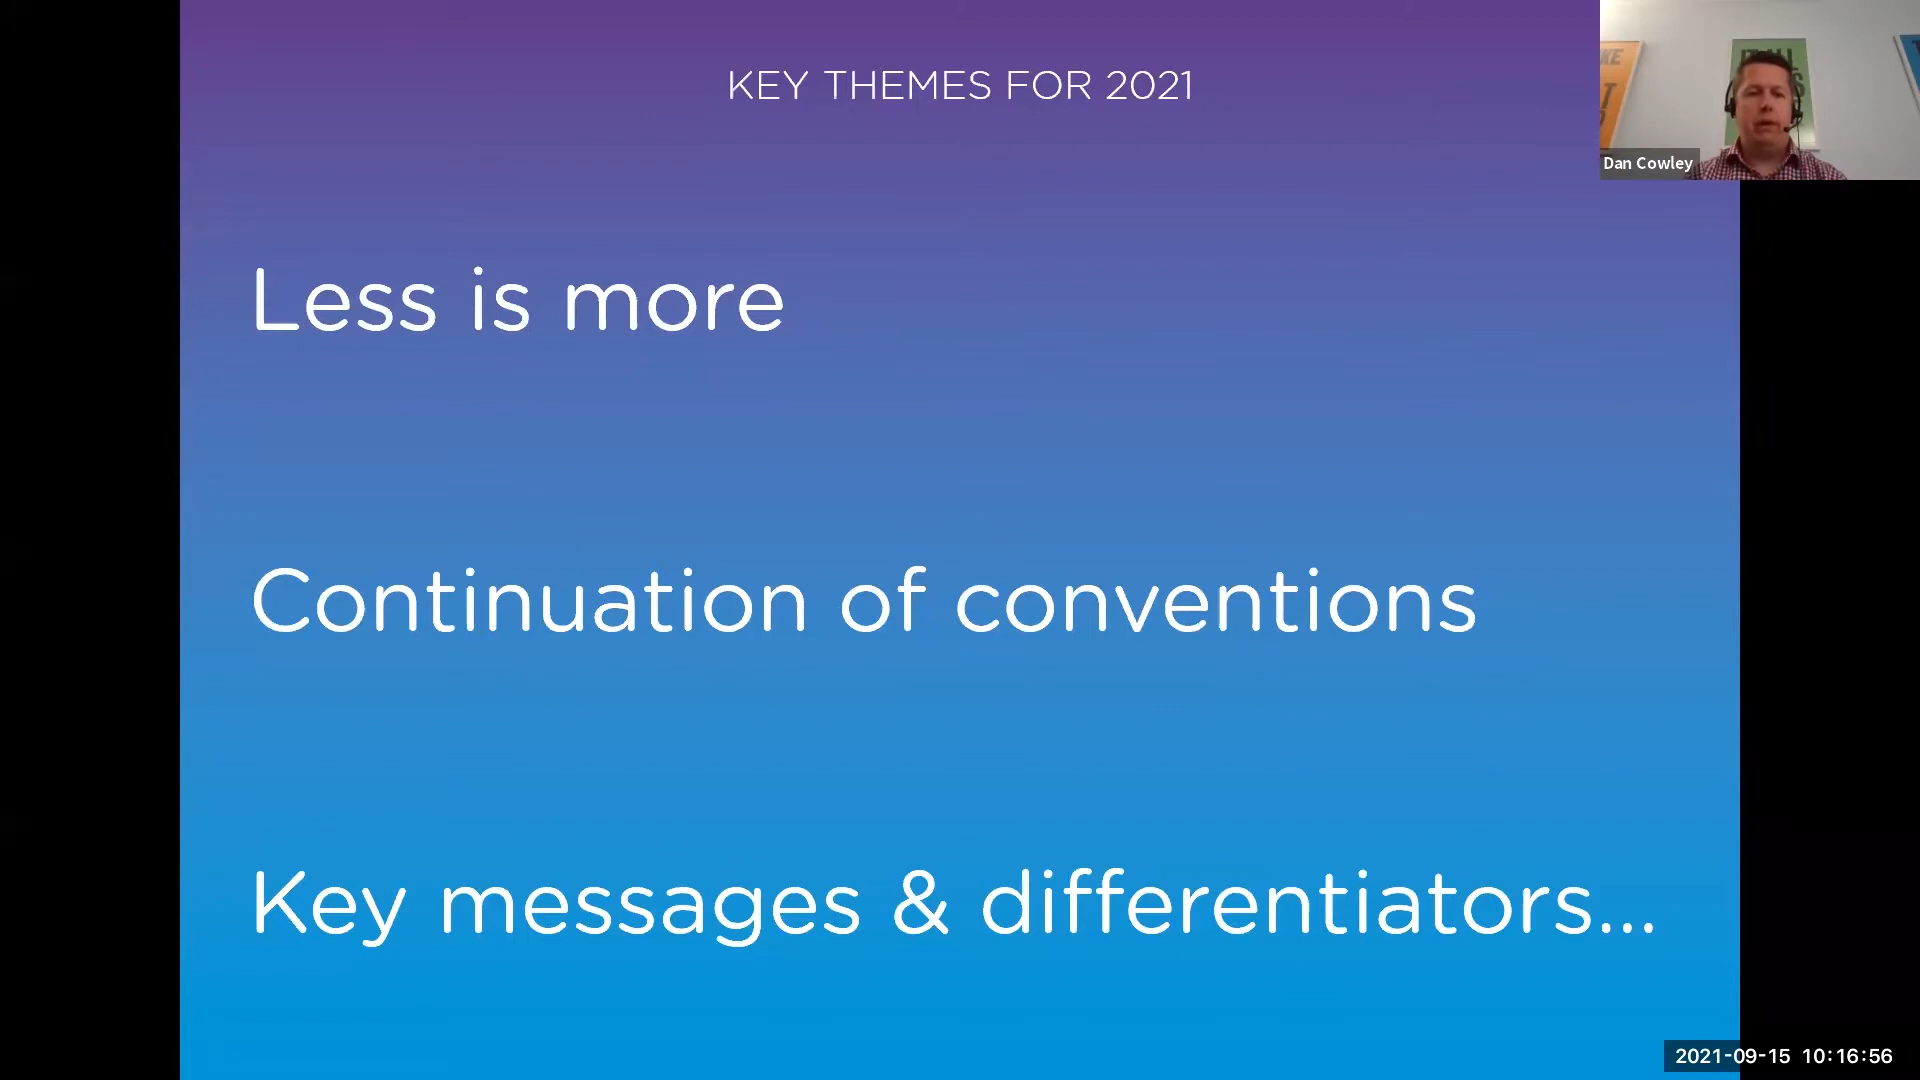 KEY THEMES FOR 2021
Dan Cowley
Less is more
Continuation of conventions
Key messages & differentiators...
2021-09-15 10:16:56